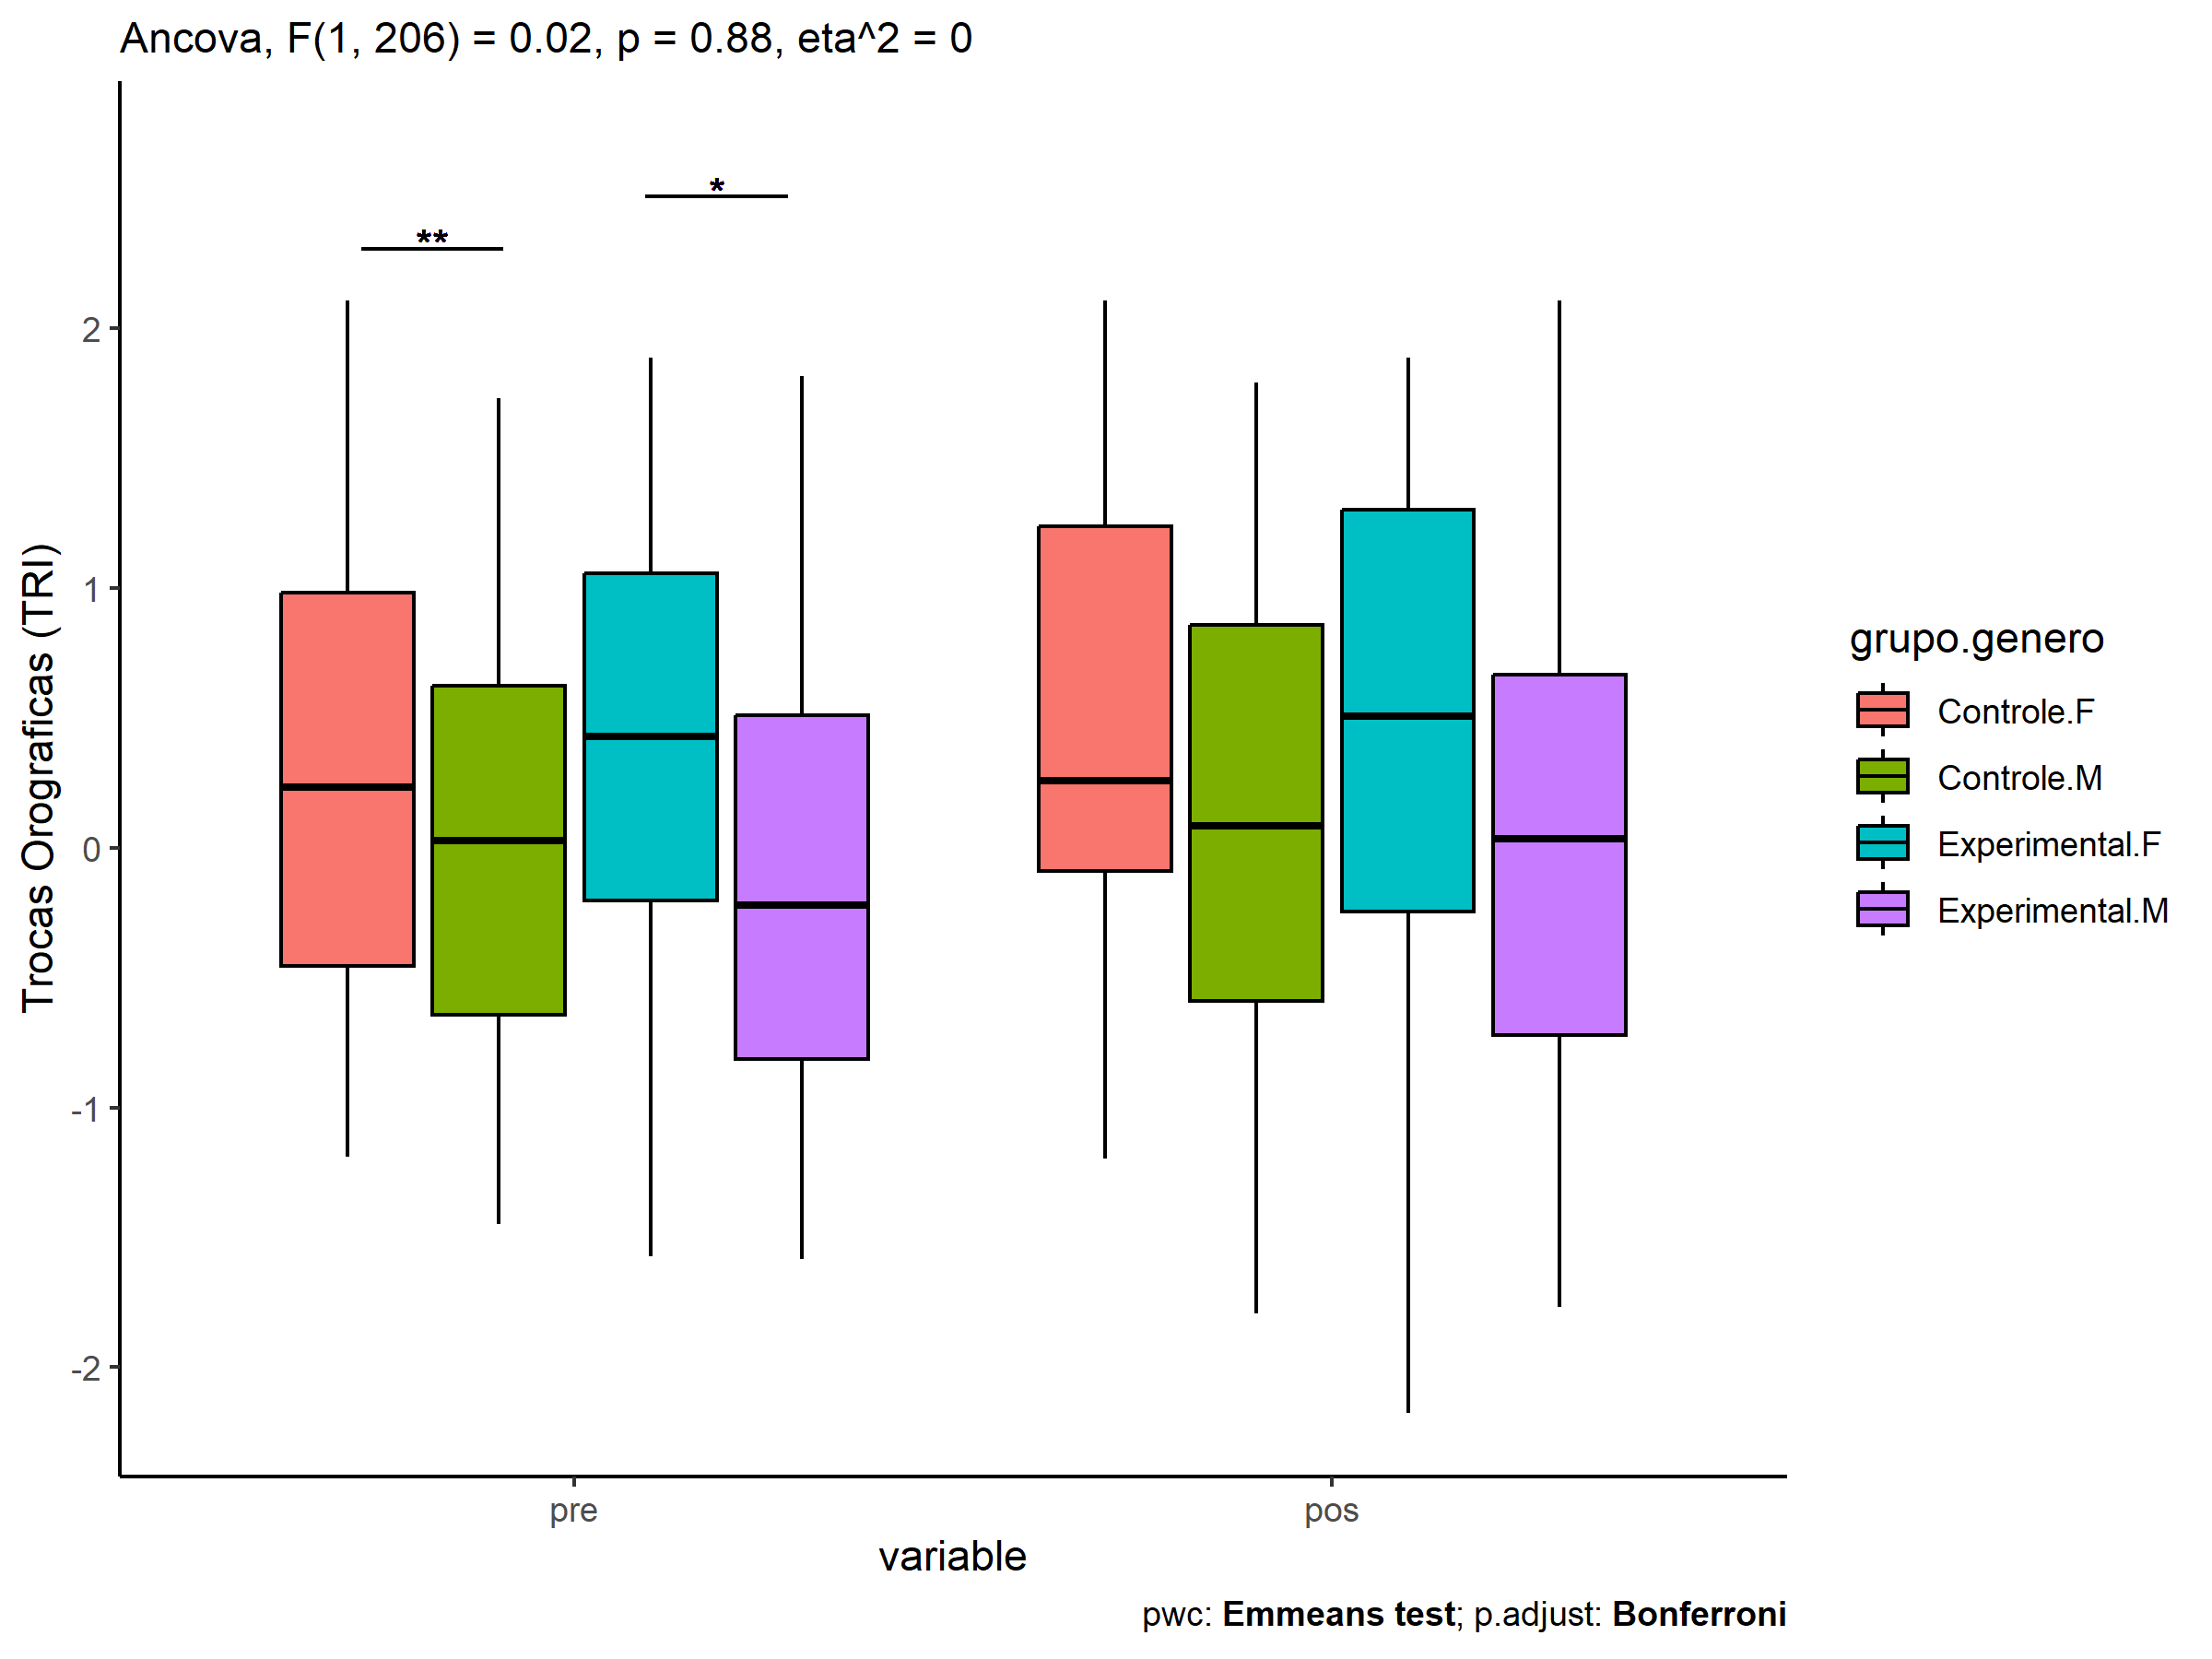 Ancova, F(1, 206) = 0.02, p = 0.88, eta^2 = 0
**
*
Trocas Orograficas (TRI)
2
1
0
-1
-2
pre
pos
variable
grupo.genero
Controle.F
Controle.M
Experimental.F
Experimental.M
pwc: Emmeans test; p.adjust: Bonferroni